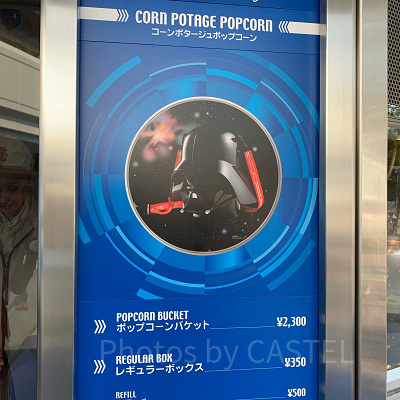 CORN POTAGE POPCORN
コーンポタージュポップコーン
POPCORN BUCKET
ポップコーンバケット ¥2,300
Photos by CASTEL
REGULAR BOX
レギュラーボックス ¥350
REFILL
¥500